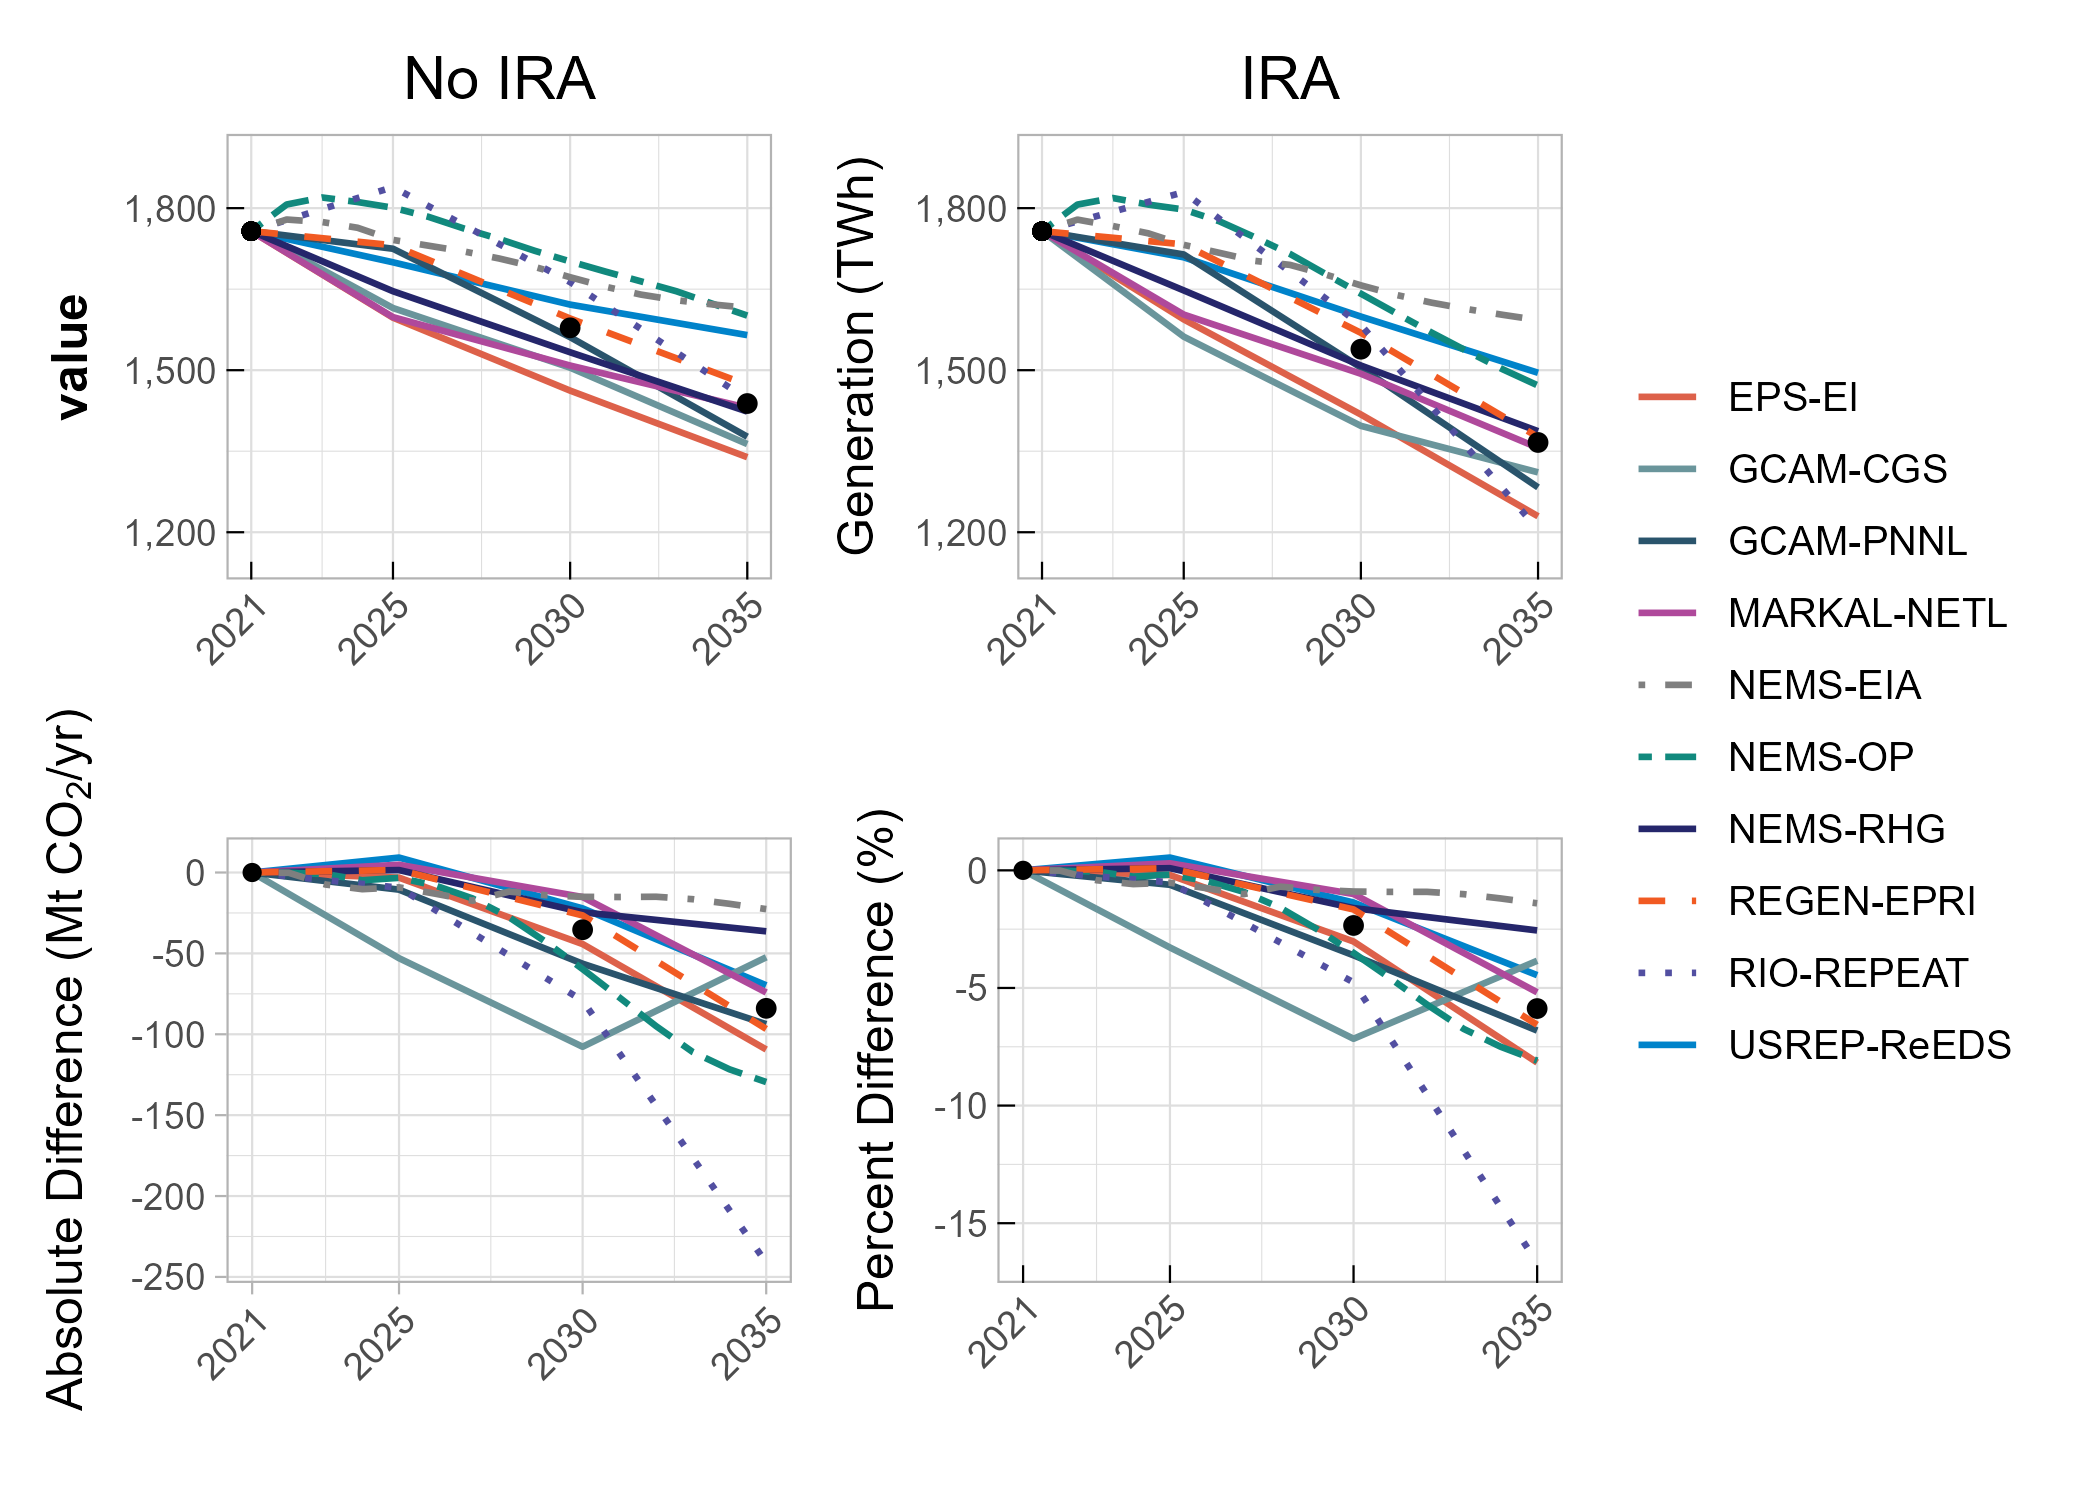 No IRA
IRA
value
1,800
1,500
1,200
2021
2025
2030
2035
Generation (TWh)
1,800
1,500
1,200
2021
2025
2030
2035
Absolute Difference (Mt CO₂/yr)
0
-50
-100
-150
-200
-250
2021
2025
2030
2035
Percent Difference (%)
0
-5
-10
-15
2021
2025
2030
2035
EPS-EI
GCAM-CGS
GCAM-PNNL
MARKAL-NETL
NEMS-EIA
NEMS-OP
NEMS-RHG
REGEN-EPRI
RIO-REPEAT
USREP-ReEDS